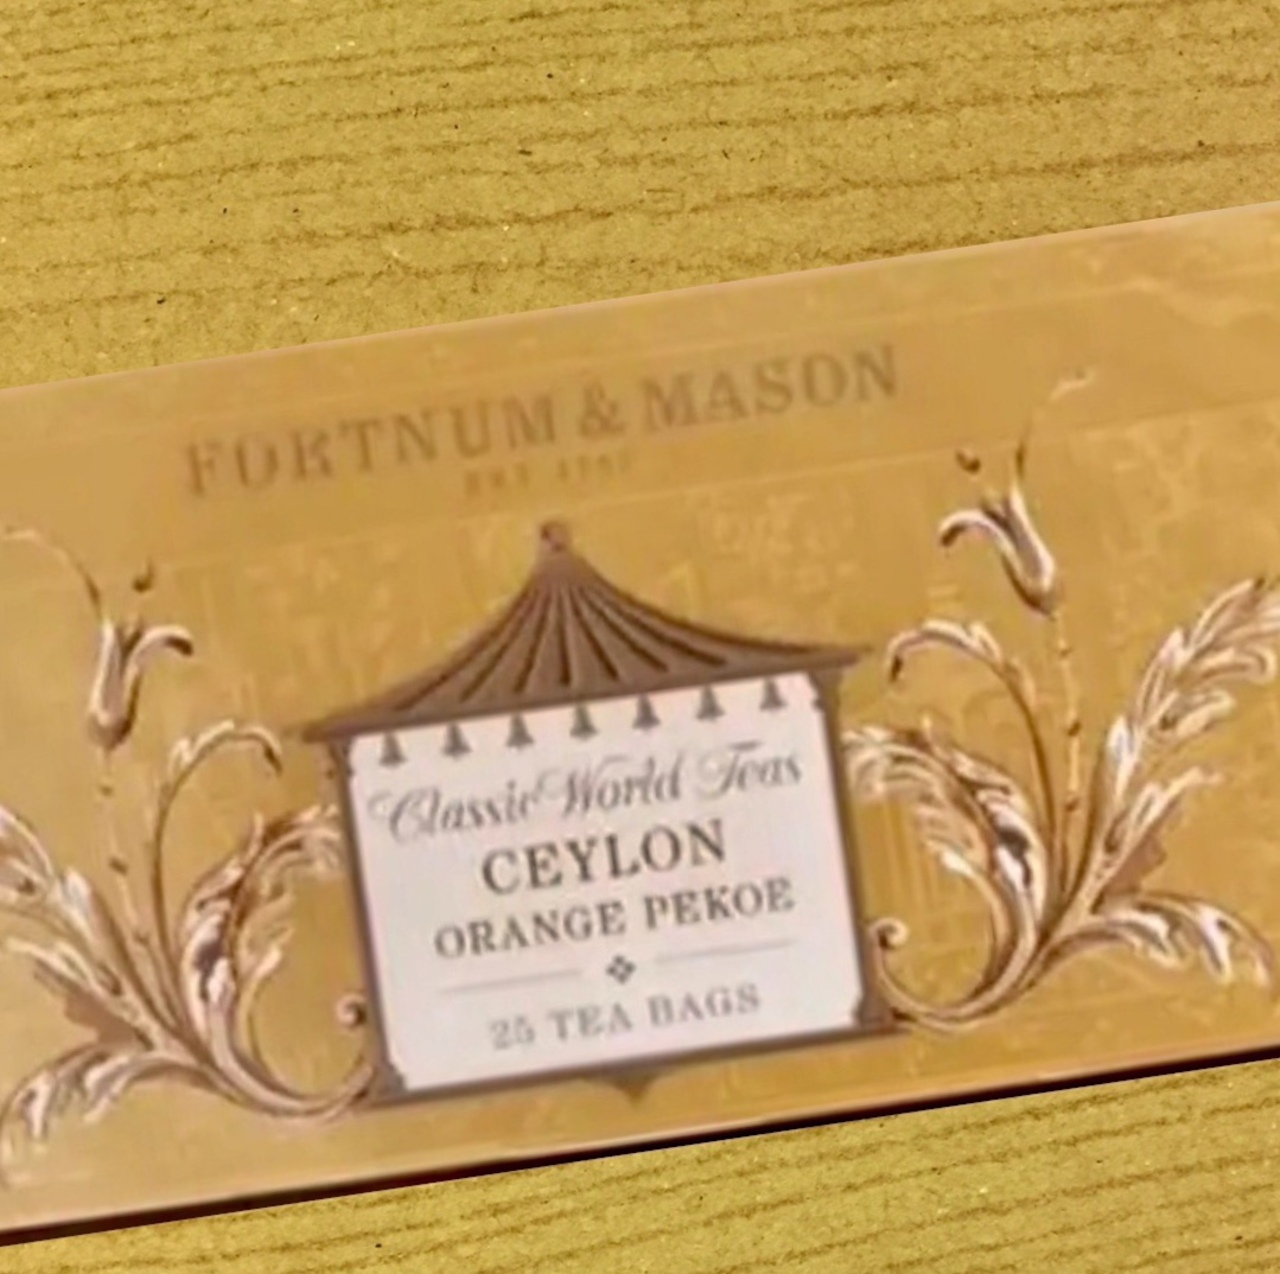 FORTNUM & MASON
Classic World Teas
CEYLON
ORANGE PEKOE
25 TEA BAGS